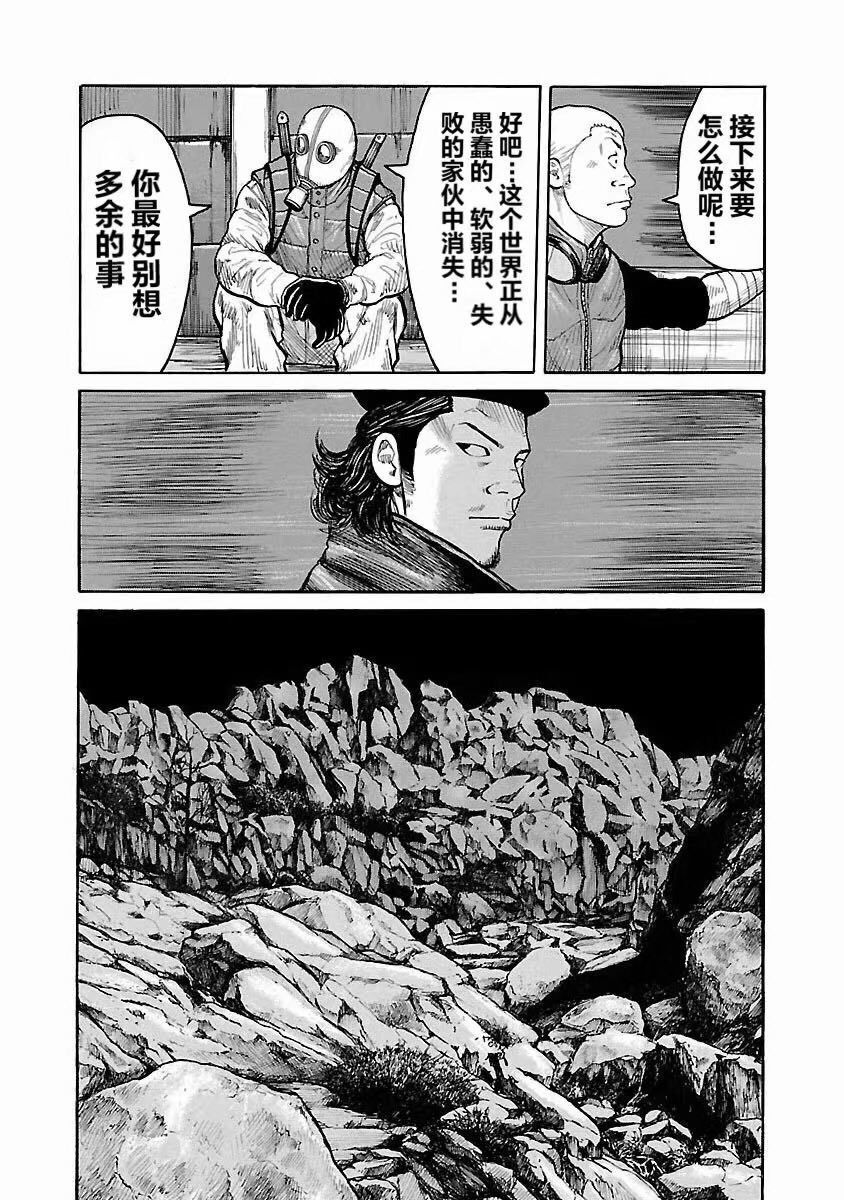 接下来要
怎么做呢…
好吧…这个世界正从
愚蠢的、软弱的、失
败的家伙中消失…
你最好别想
多余的事